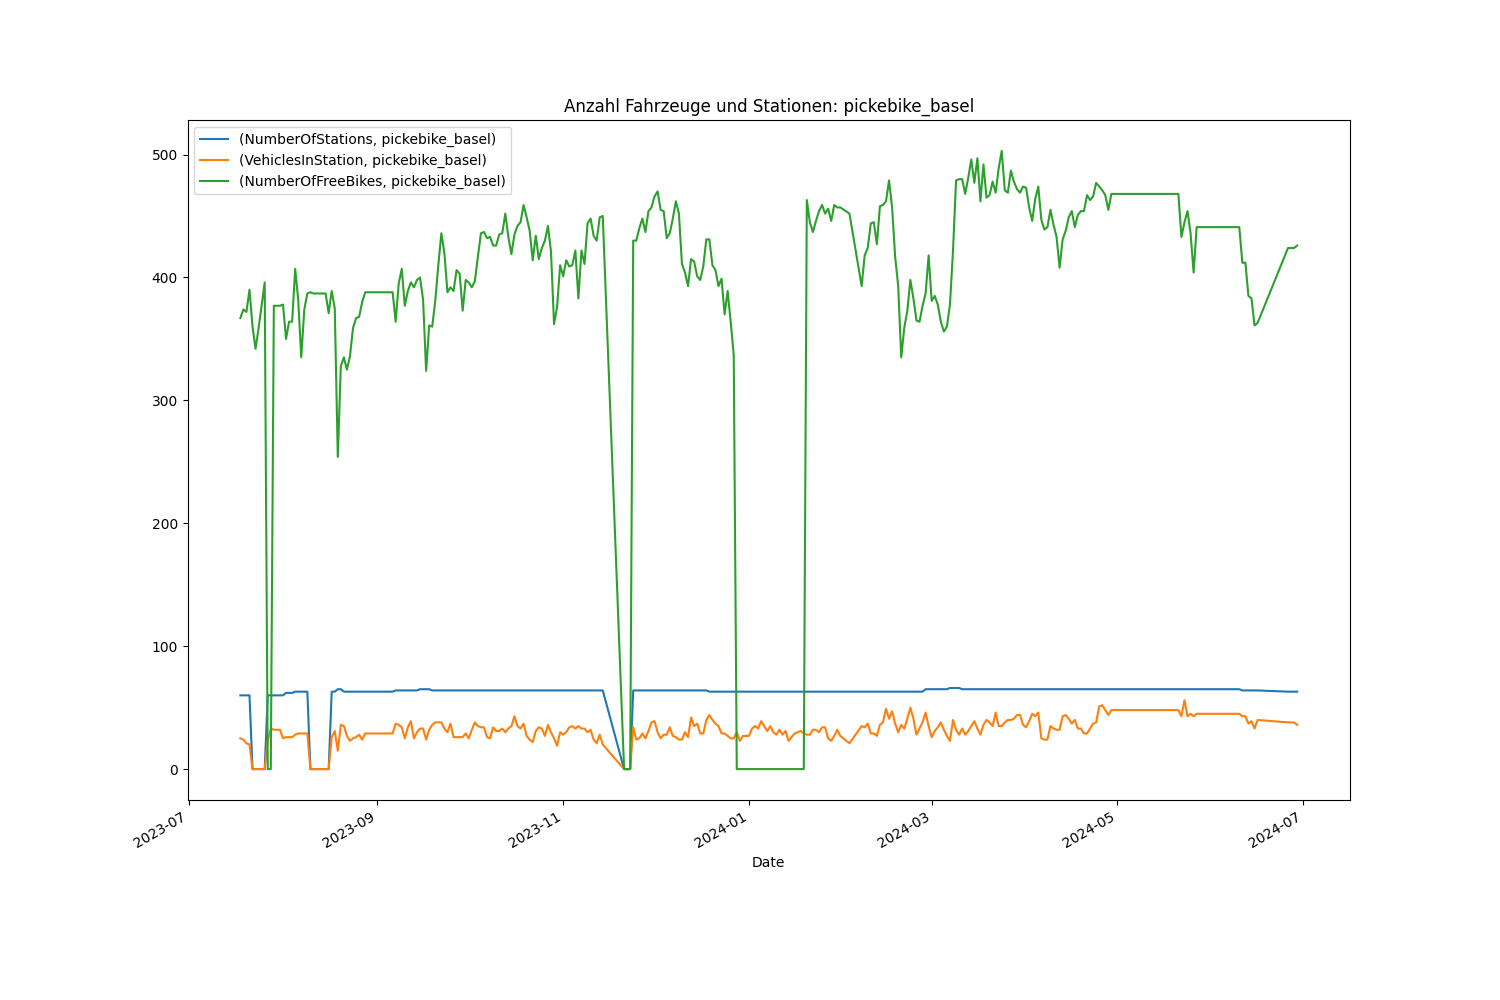 Anzahl Fahrzeuge und Stationen: pickebike_basel
(NumberOfStations, pickebike_basel)
(VehiclesInStation, pickebike_basel)
(NumberOfFreeBikes, pickebike_basel)
500
400
300
200
100
0
2023-07
2023-09
2023-11
2024-01
2024-03
2024-05
2024-07
Date